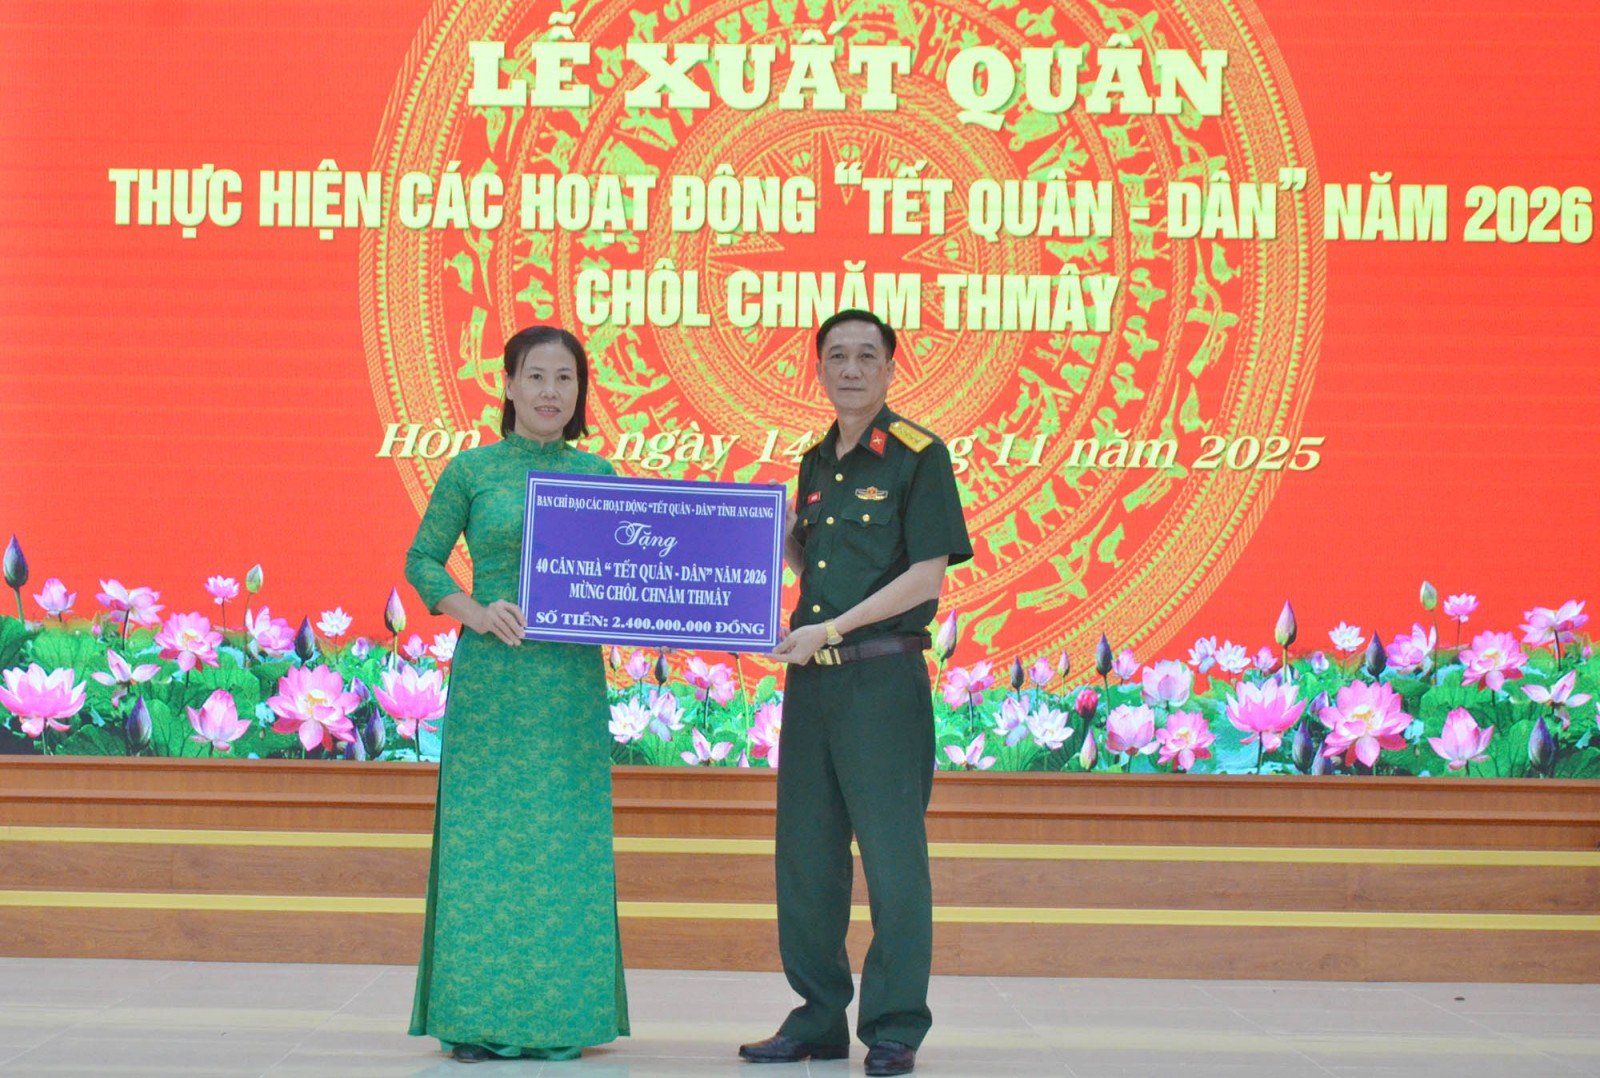 LỄ XUẤT QUÂN
THỰC HIỆN CÁC HOẠT ĐỘNG “TẾT QUÂN - DÂN” NĂM 2026
CHÔL CHNĂM THMÂY
ngày 14 11 năm 2025
BAN CHỈ ĐẠO CÁC HOẠT ĐỘNG “TẾT QUÂN - DÂN” TỈNH AN GIANG
Tặng
40 CĂN NHÀ “ TẾT QUÂN - DÂN” NĂM 2026
MỪNG CHÔL CHNĂM THMÂY
SỐ TIỀN: 2.400.000.000 ĐỒNG